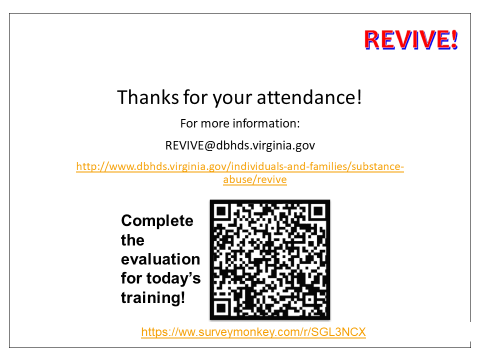 REVIVE!
Thanks for your attendance!
For more information:
REVIVE@dbhds.virginia.gov
http://www.dbhds.virginia.gov/individuals-and-families/substance-
abuse/revive
Complete
the
evaluation
for today's
training!
https://ww.surveymonkey.com/r/SGL3NCX